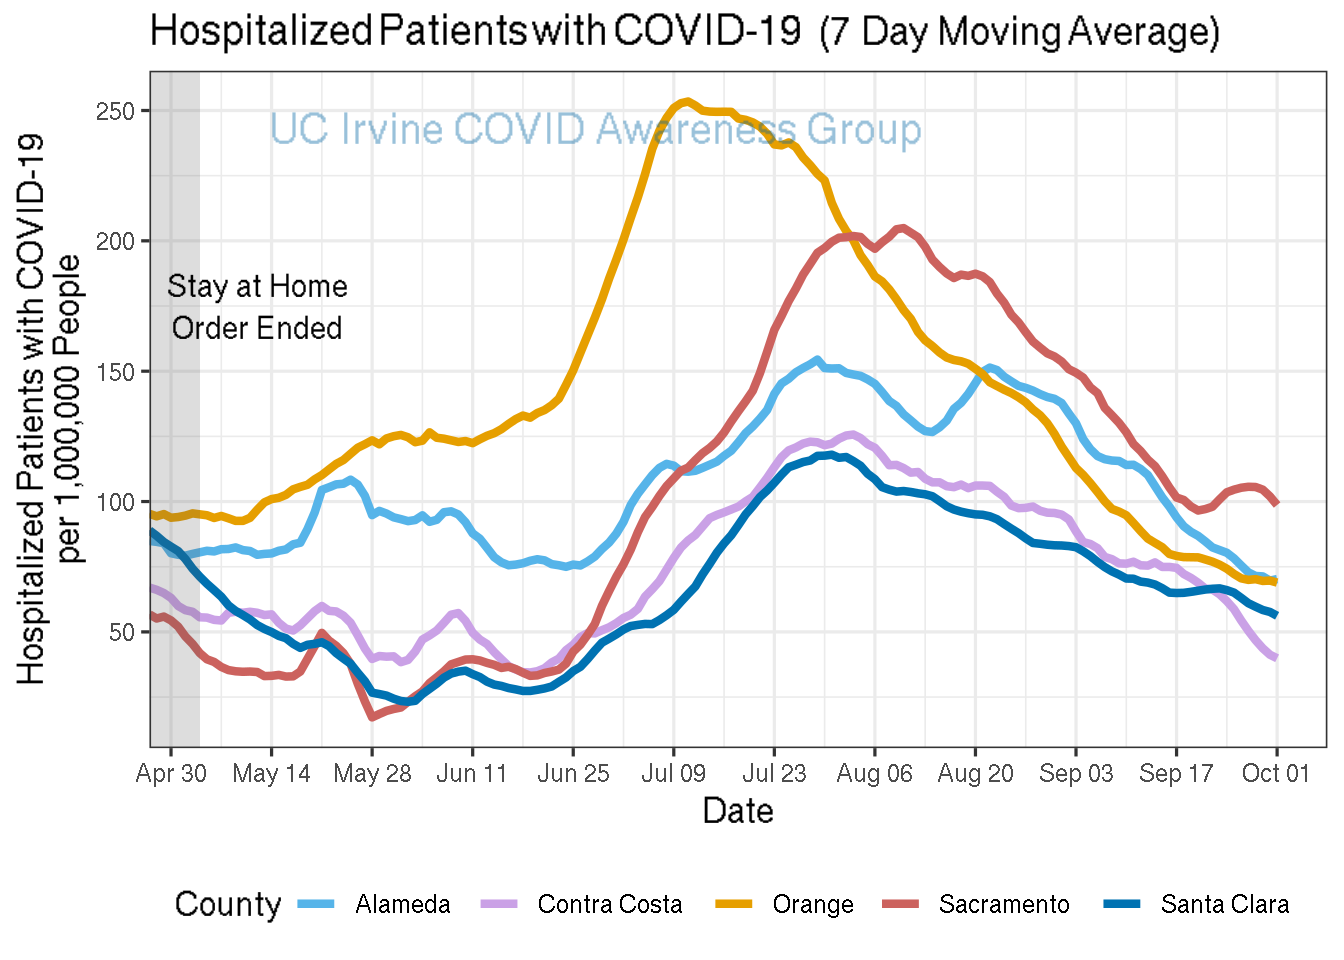 Hospitalized Patients with COVID-19 (7 Day Moving Average)
Hospitalized Patients with COVID-19
per 1,000,000 People
250
200
150
100
50
UC Irvine COVID Awareness Group
Stay at Home
Order Ended
Apr 30 May 14 May 28 Jun 11 Jun 25 Jul 09 Jul 23 Aug 06 Aug 20 Sep 03 Sep 17 Oct 01
Date
County Alameda Contra Costa Orange Sacramento Santa Clara